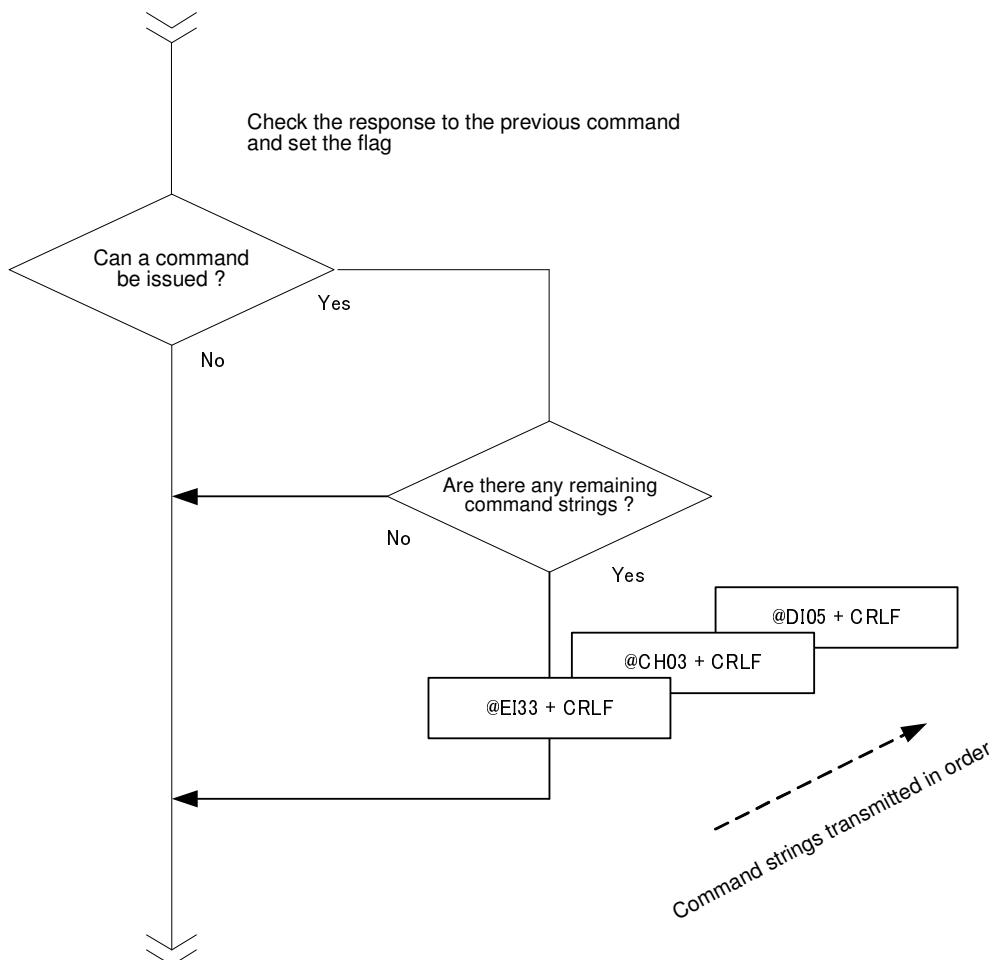 Check the response to the previous command
and set the flag
Can a command
be issued ?
Yes
No
Are there any remaining
command strings ?
No
Yes
@DI05 + CRLF
@CH03 + CRLF
@EI33 + CRLF
Command strings transmitted in order